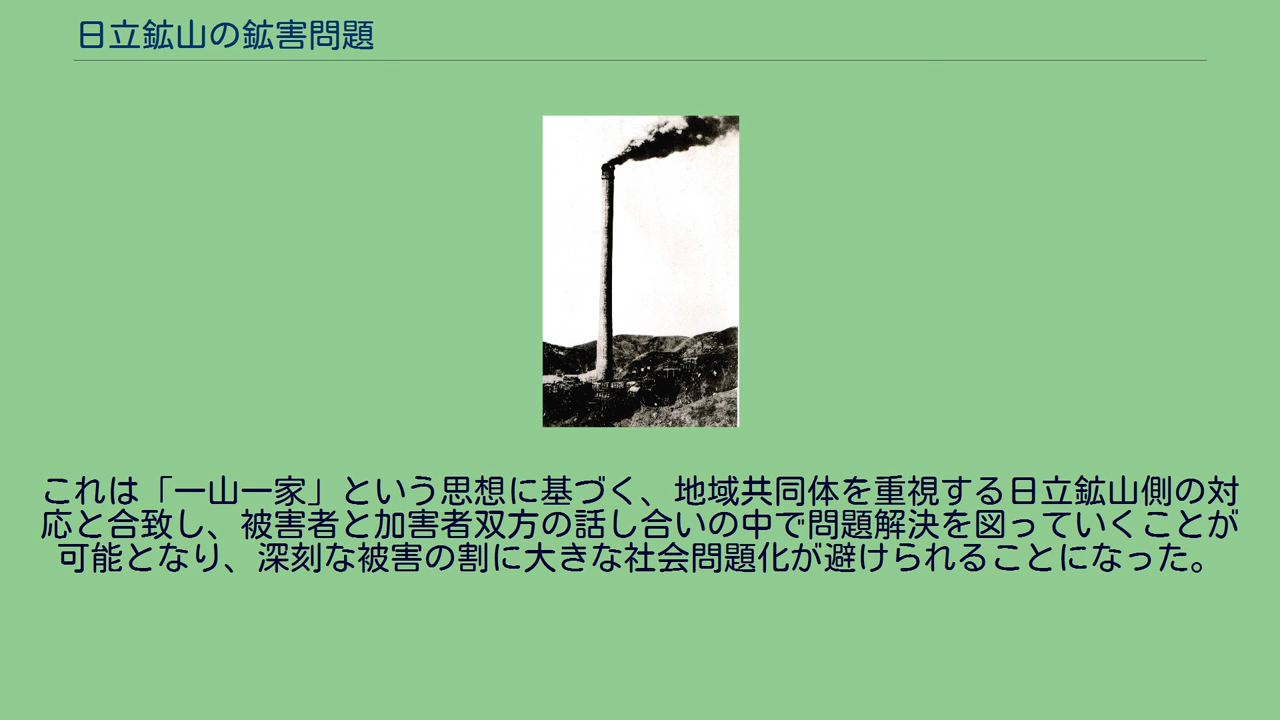 日立鉱山の鉱害問題
これは「一山一家」という思想に基づく、地域共同体を重視する日立鉱山側の対
応と合致し、被害者と加害者双方の話し合いの中で問題解決を図っていくことが
可能となり、深刻な被害の割に大きな社会問題化が避けられることになった。